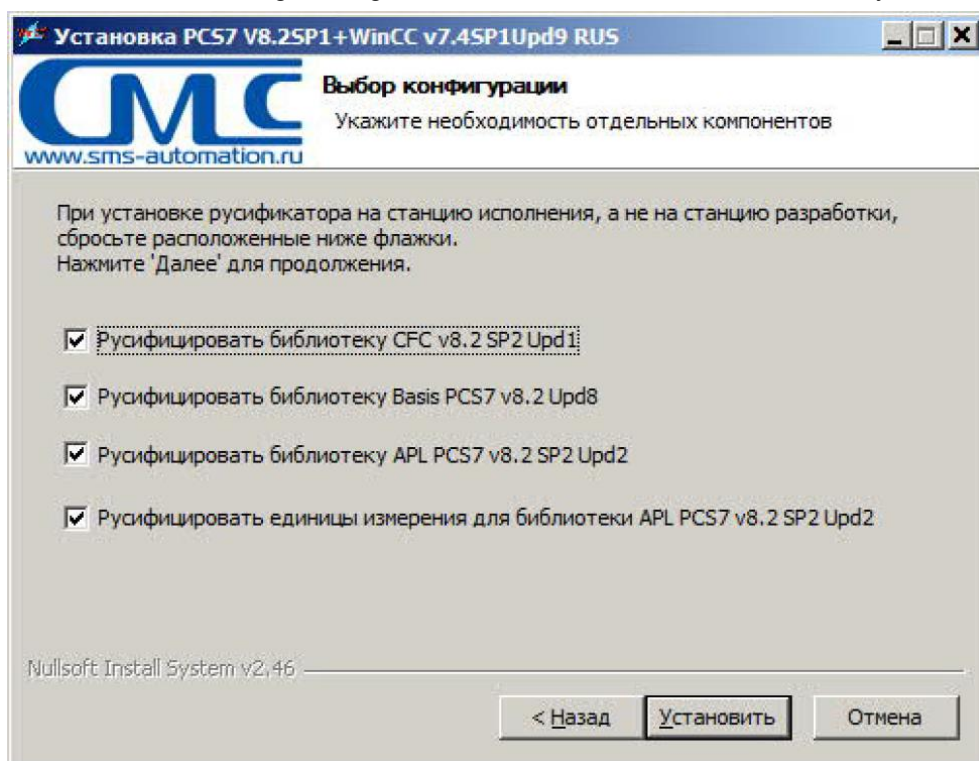 Установка PCS7 V8.2SP1+WinCC v7.4SP1Upd9 RUS
СМС
www.sms-automation.ru
Выбор конфигурации
Укажите необходимость отдельных компонентов
При установке русификатора на станцию исполнения, а не на станцию разработки,
сбросьте расположенные ниже флажки.
Нажмите 'Далее' для продолжения.
Русифицировать библиотеку CFC v8.2 SP2 Upd1
Русифицировать библиотеку Basis PCS7 v8.2 Upd8
Русифицировать библиотеку APL PCS7 v8.2 SP2 Upd2
Русифицировать единицы измерения для библиотеки APL PCS7 v8.2 SP2 Upd2
Nullsoft Install System v2.46
< Назад
Установить
Отмена